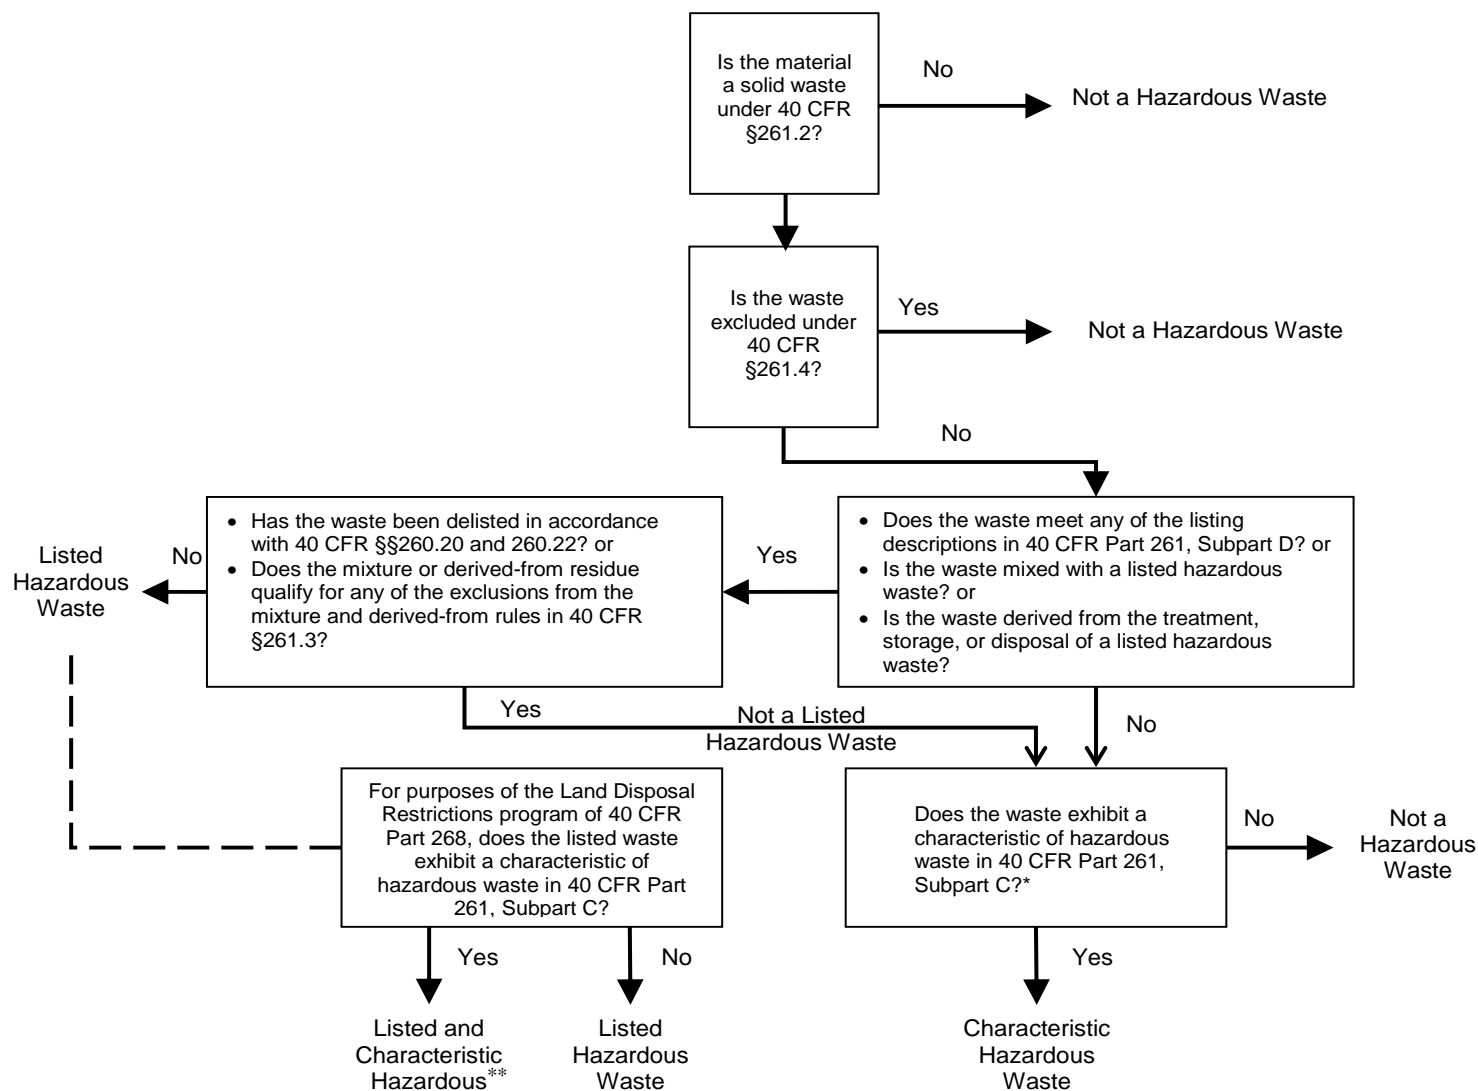 Is the material
a solid waste
under 40 CFR
§261.2?
No
Not a Hazardous Waste
Is the waste
excluded under
40 CFR
§261.4?
Yes
Not a Hazardous Waste
No
• Does the waste meet any of the listing
descriptions in 40 CFR Part 261, Subpart D? or
• Is the waste mixed with a listed hazardous
waste? or
• Is the waste derived from the treatment,
storage, or disposal of a listed hazardous
waste?
Yes
• Has the waste been delisted in accordance
with 40 CFR §§260.20 and 260.22? or
• Does the mixture or derived-from residue
qualify for any of the exclusions from the
mixture and derived-from rules in 40 CFR
§261.3?
No
Listed
Hazardous
Waste
Yes
Not a Listed
Hazardous Waste
No
For purposes of the Land Disposal
Restrictions program of 40 CFR
Part 268, does the listed waste
exhibit a characteristic of
hazardous waste in 40 CFR Part
261, Subpart C?
Does the waste exhibit a
characteristic of hazardous
waste in 40 CFR Part 261,
Subpart C?*
No
Not a
Hazardous
Waste
Yes
No
Yes
Listed and
Characteristic
Hazardous**
Listed
Hazardous
Waste
Characteristic
Hazardous
Waste